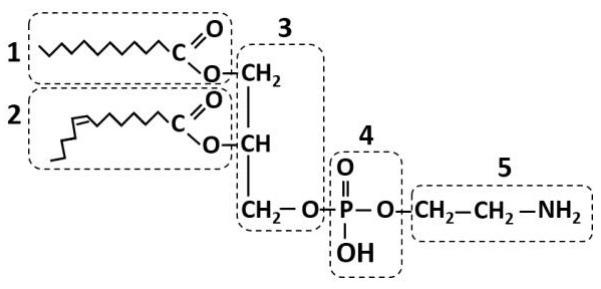 1 C O O CH₂ 3
2 C O O CH
4 5
CH₂ – O – P – O – CH₂ – CH₂ – NH₂
O
OH